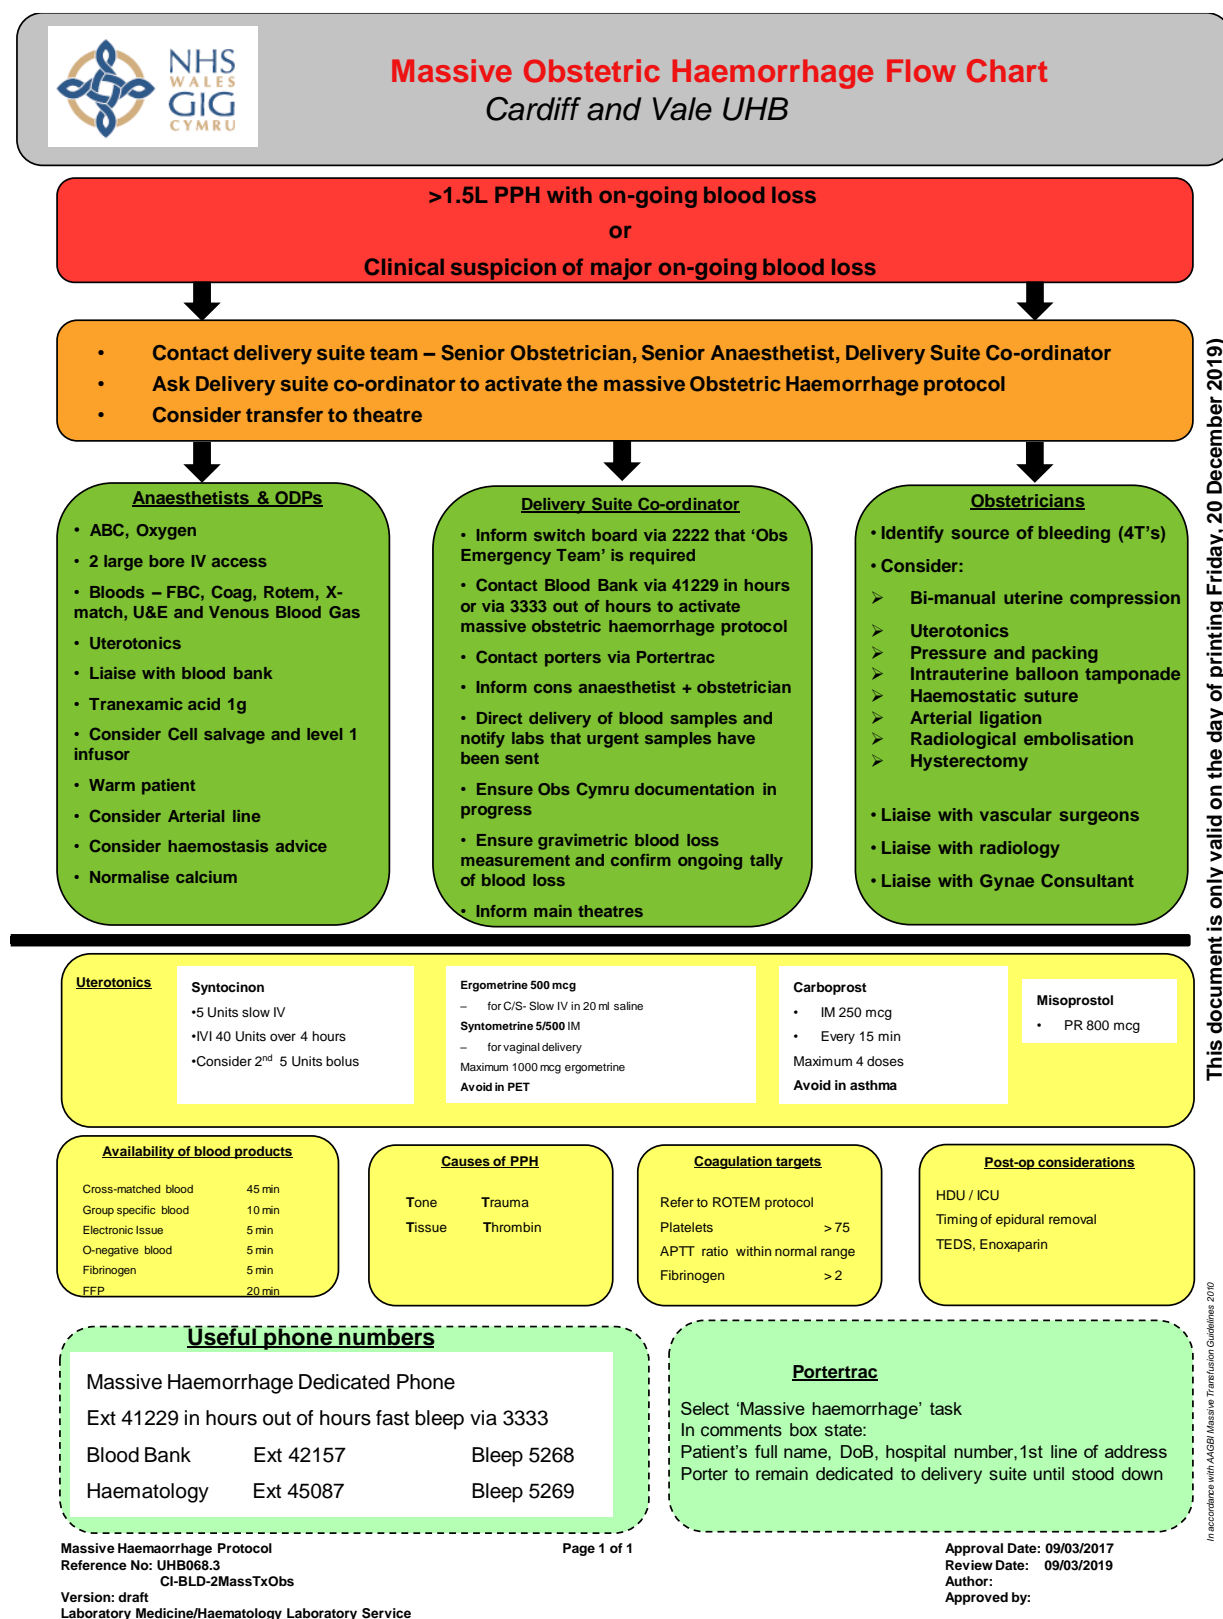 NHS
WALES
GIG
CYMRU
Massive Obstetric Haemorrhage Flow Chart
Cardiff and Vale UHB
>1.5L PPH with on-going blood loss
or
Clinical suspicion of major on-going blood loss
• Contact delivery suite team – Senior Obstetrician, Senior Anaesthetist, Delivery Suite Co-ordinator
• Ask Delivery suite co-ordinator to activate the massive Obstetric Haemorrhage protocol
• Consider transfer to theatre
Anaesthetists & ODPs
• ABC, Oxygen
• 2 large bore IV access
• Bloods – FBC, Coag, Rotem, X-
match, U&E and Venous Blood Gas
• Uterotonics
• Liaise with blood bank
• Tranexamic acid 1g
• Consider Cell salvage and level 1
infusor
• Warm patient
• Consider Arterial line
• Consider haemostasis advice
• Normalise calcium
Delivery Suite Co-ordinator
• Inform switch board via 2222 that ‘Obs
Emergency Team’ is required
• Contact Blood Bank via 41229 in hours
or via 3333 out of hours to activate
massive obstetric haemorrhage protocol
• Contact porters via Portertrac
• Inform cons anaesthetist + obstetrician
• Direct delivery of blood samples and
notify labs that urgent samples have
been sent
• Ensure Obs Cymru documentation in
progress
• Ensure gravimetric blood loss
measurement and confirm ongoing tally
of blood loss
• Inform main theatres
Obstetricians
• Identify source of bleeding (4T’s)
• Consider:
➢ Bi-manual uterine compression
➢ Uterotonics
➢ Pressure and packing
➢ Intrauterine balloon tamponade
➢ Haemostatic suture
➢ Arterial ligation
➢ Radiological embolisation
➢ Hysterectomy
• Liaise with vascular surgeons
• Liaise with radiology
• Liaise with Gynae Consultant
Uterotonics
Syntocinon
•5 Units slow IV
•IVI 40 Units over 4 hours
•Consider 2nd 5 Units bolus
Ergometrine 500 mcg
– for C/S- Slow IV in 20 ml saline
Syntometrine 5/500 IM
– for vaginal delivery
Maximum 1000 mcg ergometrine
Avoid in PET
Carboprost
• IM 250 mcg
• Every 15 min
Maximum 4 doses
Avoid in asthma
Misoprostol
• PR 800 mcg
Availability of blood products
Cross-matched blood 45 min
Group specific blood 10 min
Electronic Issue 5 min
O-negative blood 5 min
Fibrinogen 5 min
FFP 20 min
Causes of PPH
Tone Trauma
Tissue Thrombin
Coagulation targets
Refer to ROTEM protocol
Platelets > 75
APTT ratio within normal range
Fibrinogen > 2
Post-op considerations
HDU / ICU
Timing of epidural removal
TEDS, Enoxaparin
Useful phone numbers
Massive Haemorrhage Dedicated Phone
Ext 41229 in hours out of hours fast bleep via 3333
Blood Bank Ext 42157 Bleep 5268
Haematology Ext 45087 Bleep 5269
Portertrac
Select ‘Massive haemorrhage’ task
In comments box state:
Patient’s full name, DoB, hospital number,1st line of address
Porter to remain dedicated to delivery suite until stood down
This document is only valid on the day of printing Friday, 20 December 2019)
In accordance with AAGBI Massive Transfusion Guidelines 2010
Massive Haemaorrhage Protocol Page 1 of 1 Approval Date: 09/03/2017
Reference No: UHB068.3 Review Date: 09/03/2019
CI-BLD-2MassTxObs Author:
Version: draft Approved by:
Laboratory Medicine/Haematology Laboratory Service